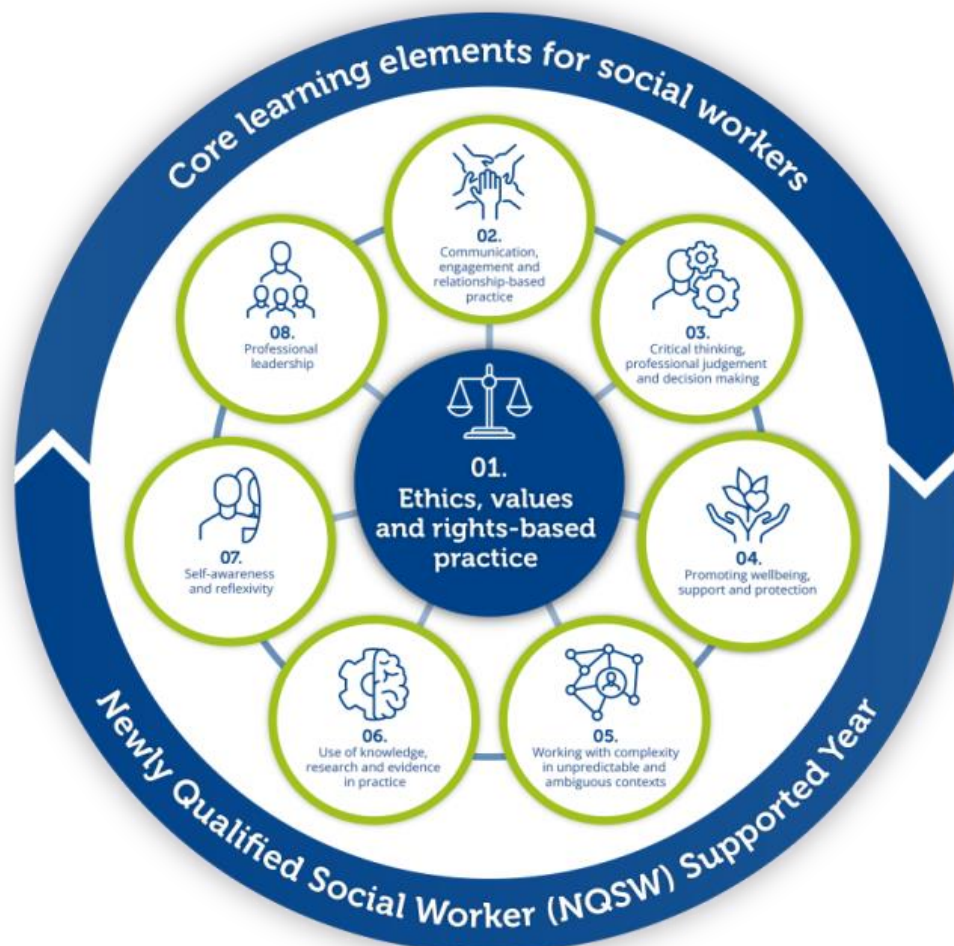 Core learning elements for social workers
02.
Communication,
engagement and
relationship-based
practice
03.
Critical thinking,
professional judgement
and decision making
04.
Promoting wellbeing,
support and protection
05.
Working with complexity
in unpredictable and
ambiguous contexts
06.
Use of knowledge,
research and evidence
in practice
07.
Self-awareness
and reflexivity
08.
Professional
leadership
01.
Ethics, values
and rights-based
practice
Newly Qualified Social Worker (NQSW) Supported Year